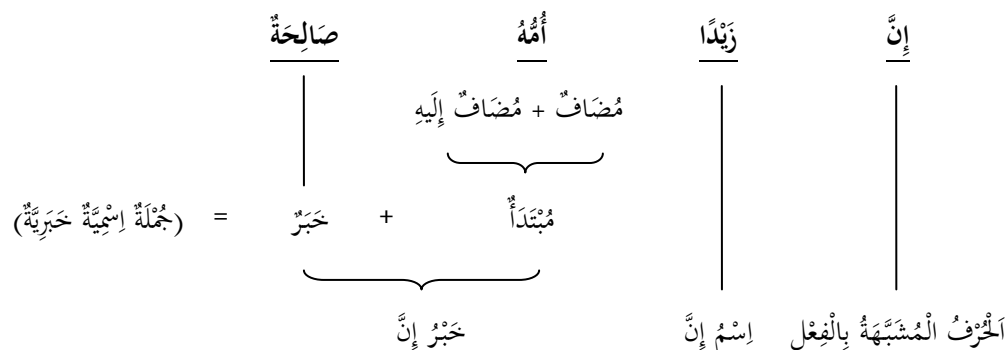 إِنَّ زَيْدًا أُمُّهُ صَالِحَةٌ
مُضَافٌ + مُضَافٌ إِلَيهِ
مُبْتَدَأٌ + خَبَرٌ = (جُمْلَةٌ اِسْمِيَّةٌ خَبَرِيَّةٌ)
اَلْحُرْفُ الْمُشَبَّهَةُ بِالْفِعْل اِسْمُ إِنَّ خَبْرُ إِنَّ